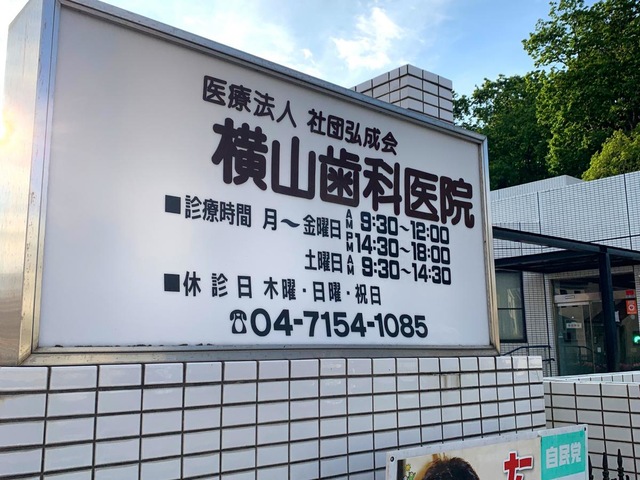 医療法人 社団弘成会
横山歯科医院
■診療時間 月～金曜日 AM 9:30～12:00
PM 14:30～18:00
土曜日 AM 9:30～14:30
■休診日 木曜・日曜・祝日
☎04-7154-1085
自民党
た